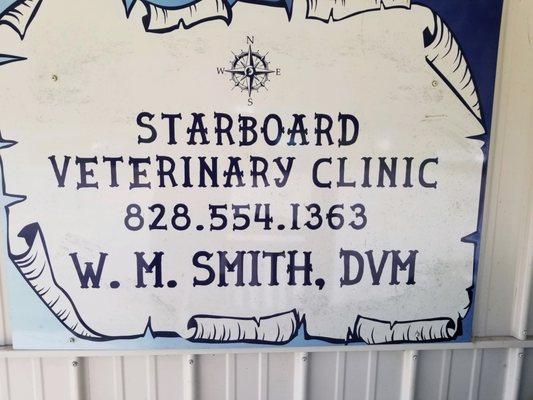 N
W E
S
STARBOARD
VETERINARY CLINIC
828.554.1363
W. M. SMITH, DVM